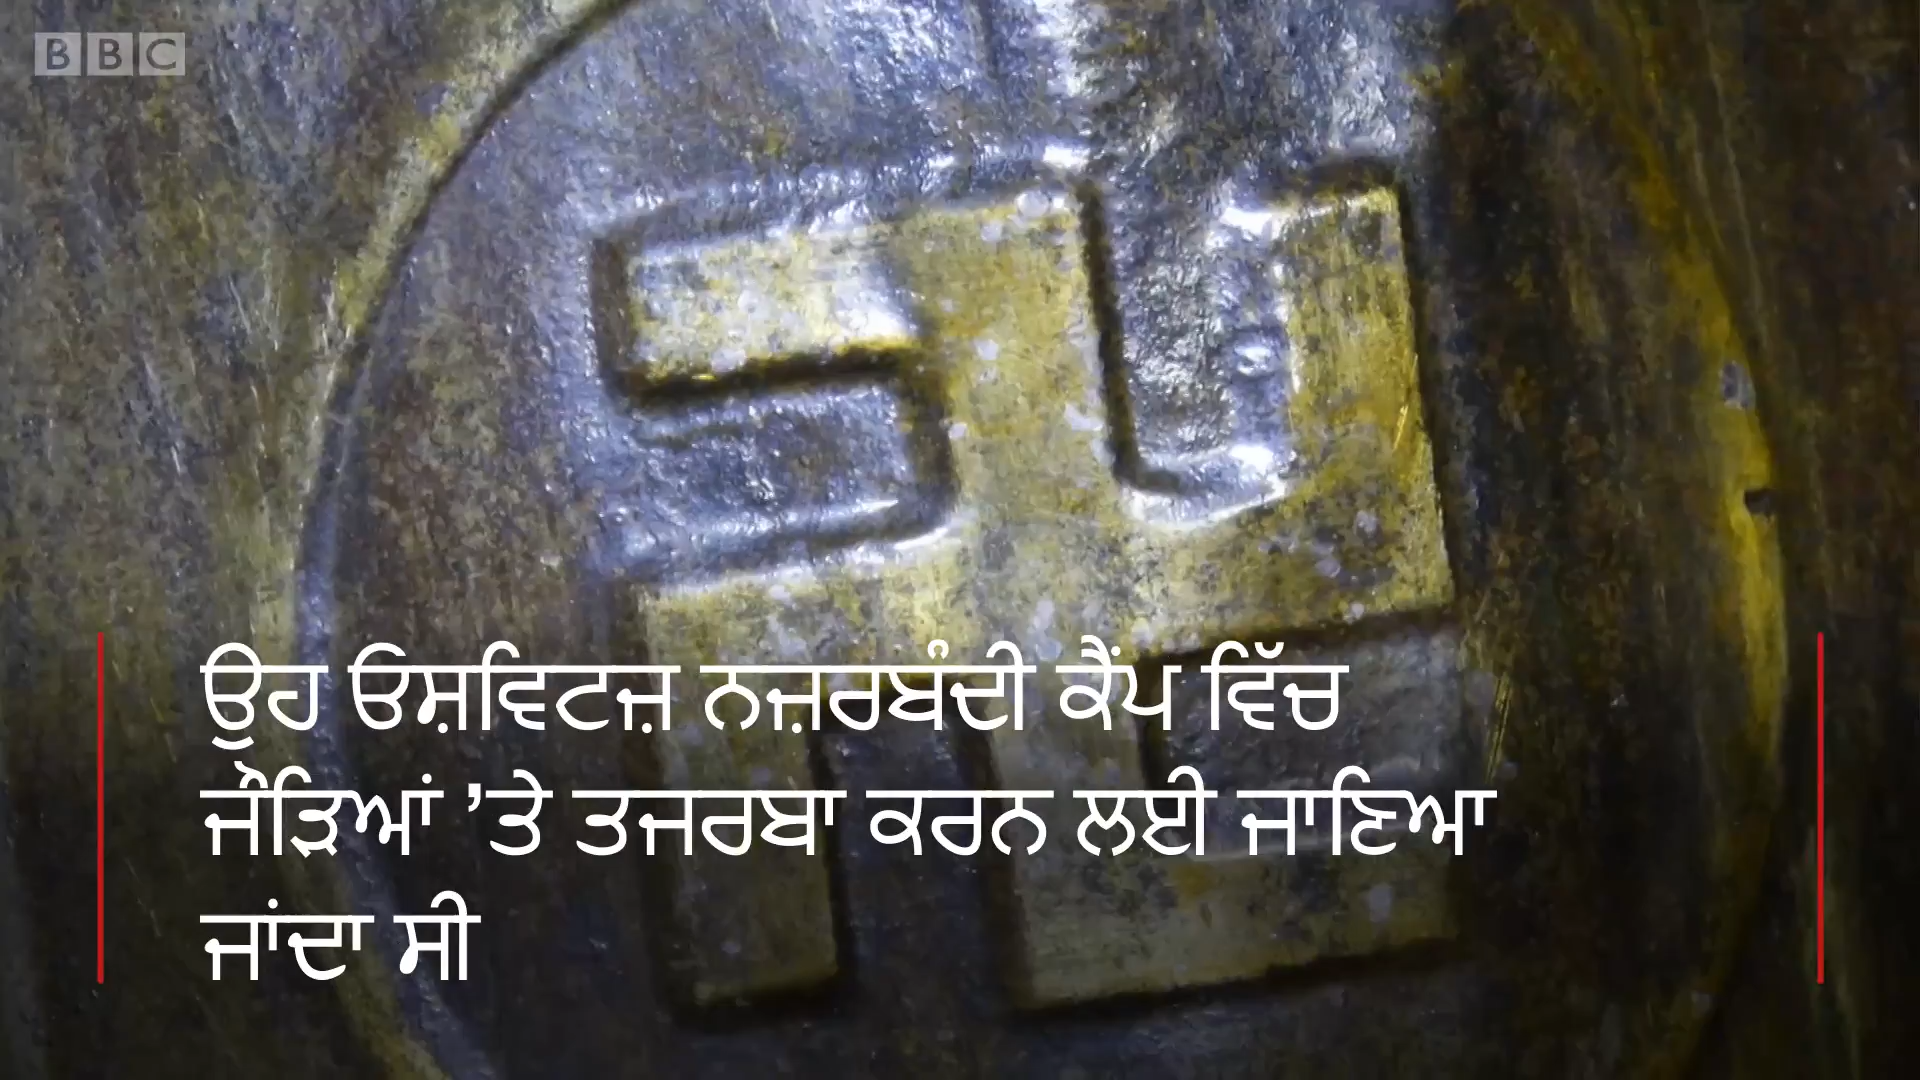 BBC
ਉਹ ਓਸ਼ਵਿਟਜ਼ ਨਜ਼ਰਬੰਦੀ ਕੈਂਪ ਵਿੱਚ
ਜੌੜਿਆਂ ’ਤੇ ਤਜਰਬਾ ਕਰਨ ਲਈ ਜਾਣਿਆ
ਜਾਂਦਾ ਸੀ